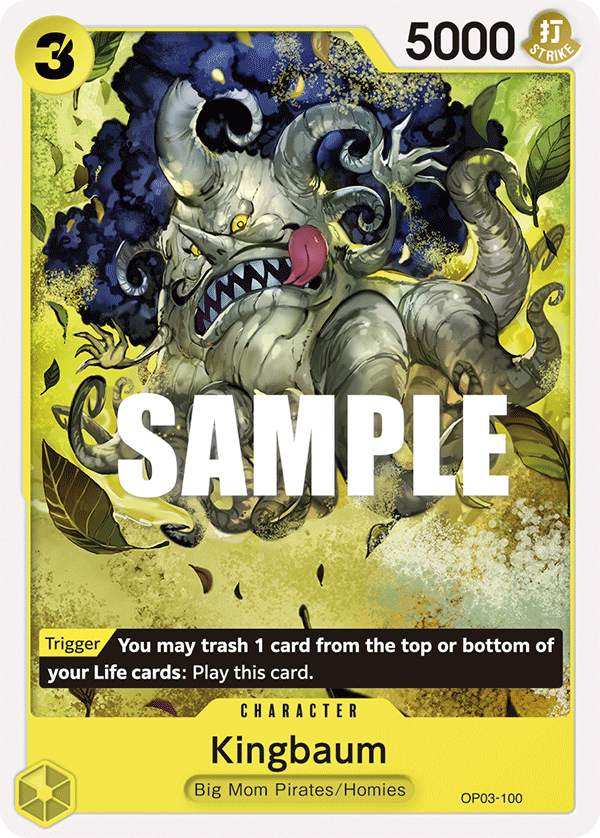 3
5000
打
STRIKE
SAMPLE
Trigger You may trash 1 card from the top or bottom of
your Life cards: Play this card.
CHARACTER
Kingbaum
Big Mom Pirates/Homies
OP03-100